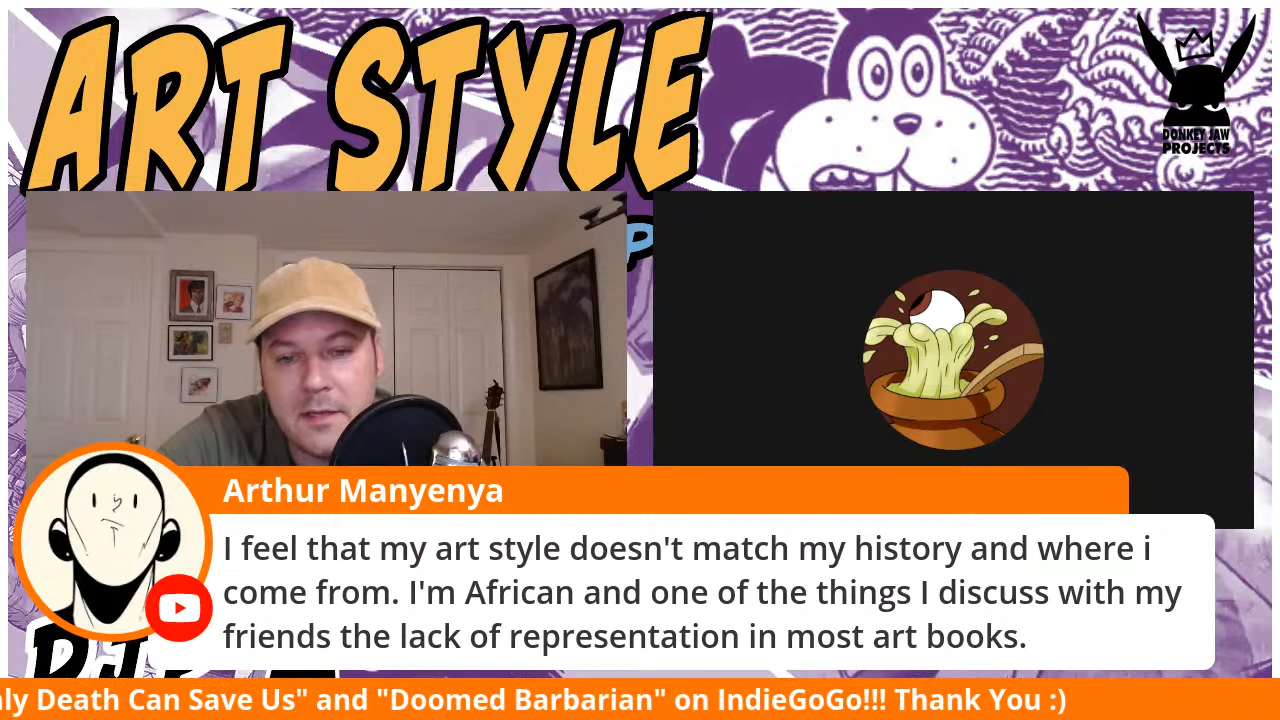 ART STYLE
DONKEY JAW
PROJECTS
P
Arthur Manyenya
I feel that my art style doesn't match my history and where i
come from. I'm African and one of the things I discuss with my
friends the lack of representation in most art books.
Death Can Save Us" and "Doomed Barbarian" on IndieGoGo!!! Thank You :)